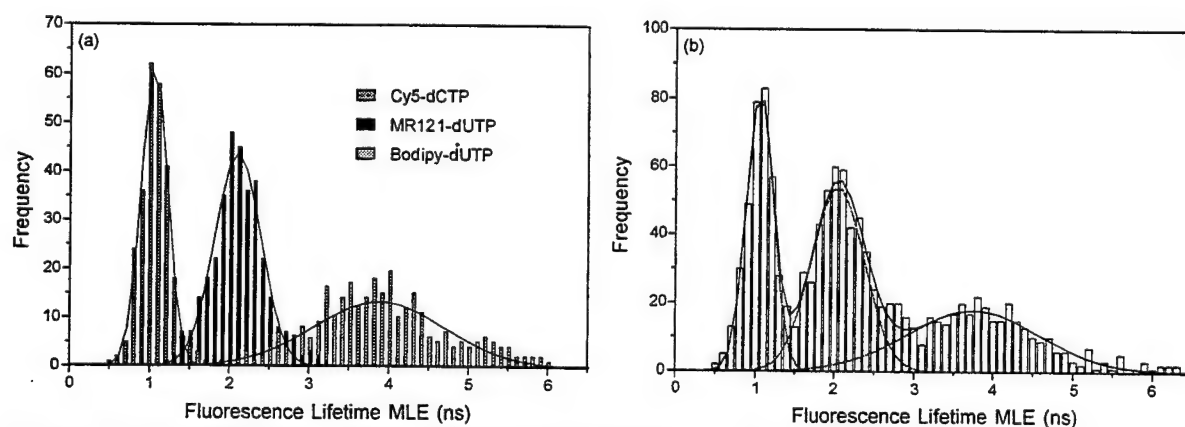 (a)
70
60
50
40
30
20
10
0
Frequency
Cy5-dCTP
MR121-dUTP
Bodipy-dUTP
0 1 2 3 4 5 6
Fluorescence Lifetime MLE (ns)
(b)
100
80
60
40
20
0
Frequency
0 1 2 3 4 5 6
Fluorescence Lifetime MLE (ns)